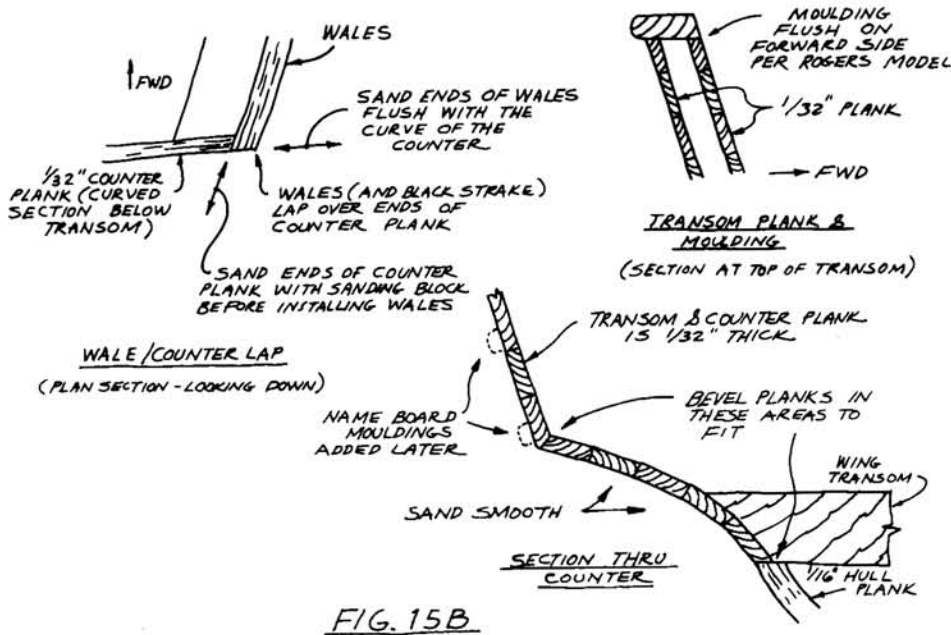 WALES
FWD
SAND ENDS OF WALES
FLUSH WITH THE
CURVE OF THE
COUNTER
1/32" COUNTER
PLANK (CURVED
SECTION BELOW
TRANSOM)
WALES (AND BLACK STRAKE)
LAP OVER ENDS OF
COUNTER PLANK
SAND ENDS OF COUNTER
PLANK WITH SANDING BLOCK
BEFORE INSTALLING WALES
WALE/COUNTER LAP
(PLAN SECTION - LOOKING DOWN)
MOULDING
FLUSH ON
FORWARD SIDE
PER ROGERS MODEL
1/32" PLANK
FWD
TRANSOM PLANK &
MOULDING
(SECTION AT TOP OF TRANSOM)
TRANSOM & COUNTER PLANK
IS 1/32" THICK
NAME BOARD
MOULDINGS
ADDED LATER
BEVEL PLANKS IN
THESE AREAS TO
FIT
WING
TRANSOM
SAND SMOOTH
SECTION THRU
COUNTER
1/16" HULL
PLANK
FIG. 15B